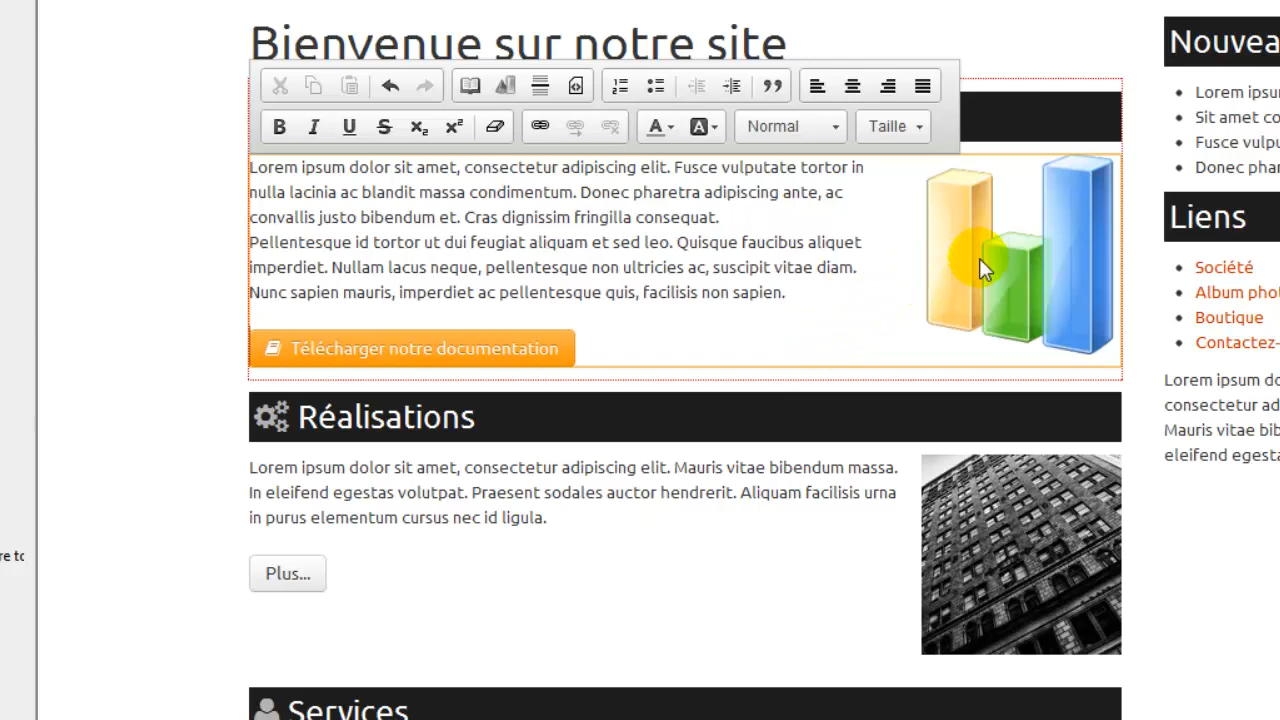 Bienvenue sur notre site
B I U S x₂ x² A A Normal Taille
Lorem ipsum dolor sit amet, consectetur adipiscing elit. Fusce vulputate tortor in
nulla lacinia ac blandit massa condimentum. Donec pharetra adipiscing ante, ac
convallis justo bibendum et. Cras dignissim fringilla consequat.
Pellentesque id tortor ut dui feugiat aliquam et sed leo. Quisque faucibus aliquet
imperdiet. Nullam lacus neque, pellentesque non ultricies ac, suscipit vitae diam.
Nunc sapien mauris, imperdiet ac pellentesque quis, facilisis non sapien.
Télécharger notre documentation
Réalisations
Lorem ipsum dolor sit amet, consectetur adipiscing elit. Mauris vitae bibendum massa.
In eleifend egestas volutpat. Praesent sodales auctor hendrerit. Aliquam facilisis urna
in purus elementum cursus nec id ligula.
Plus...
Services
Nouvea
Lorem ipsu
Sit amet co
Fusce vulpu
Donec phar
Liens
Société
Album phot
Boutique
Contactez-
Lorem ipsum do
consectetur ad
Mauris vitae bib
eleifend egesta
re to